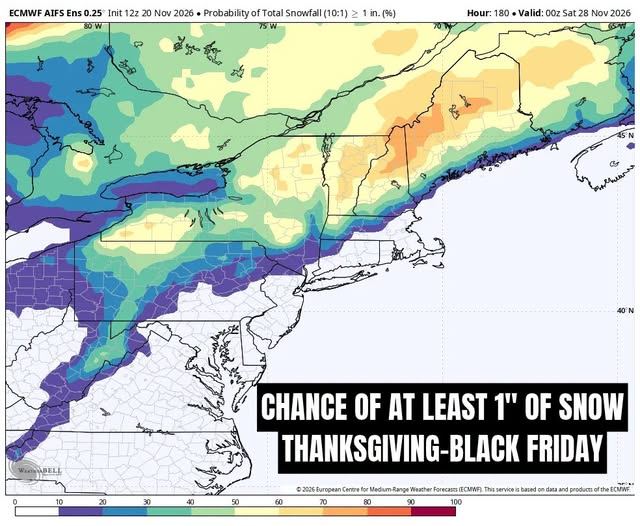 ECMWF AIFS Ens 0.25° Init 12z 20 Nov 2026 • Probability of Total Snowfall (10:1) ≥ 1 in. (%)
Hour: 180 • Valid: 00z Sat 28 Nov 2026
80°W
75°W
70°W
65°W
45°N
40°N
CHANCE OF AT LEAST 1" OF SNOW
THANKSGIVING-BLACK FRIDAY
WEATHERBELL
© 2026 European Centre for Medium-Range Weather Forecasts (ECMWF). This service is based on data and products of the ECMWF
0 10 20 30 40 50 60 70 80 90 100